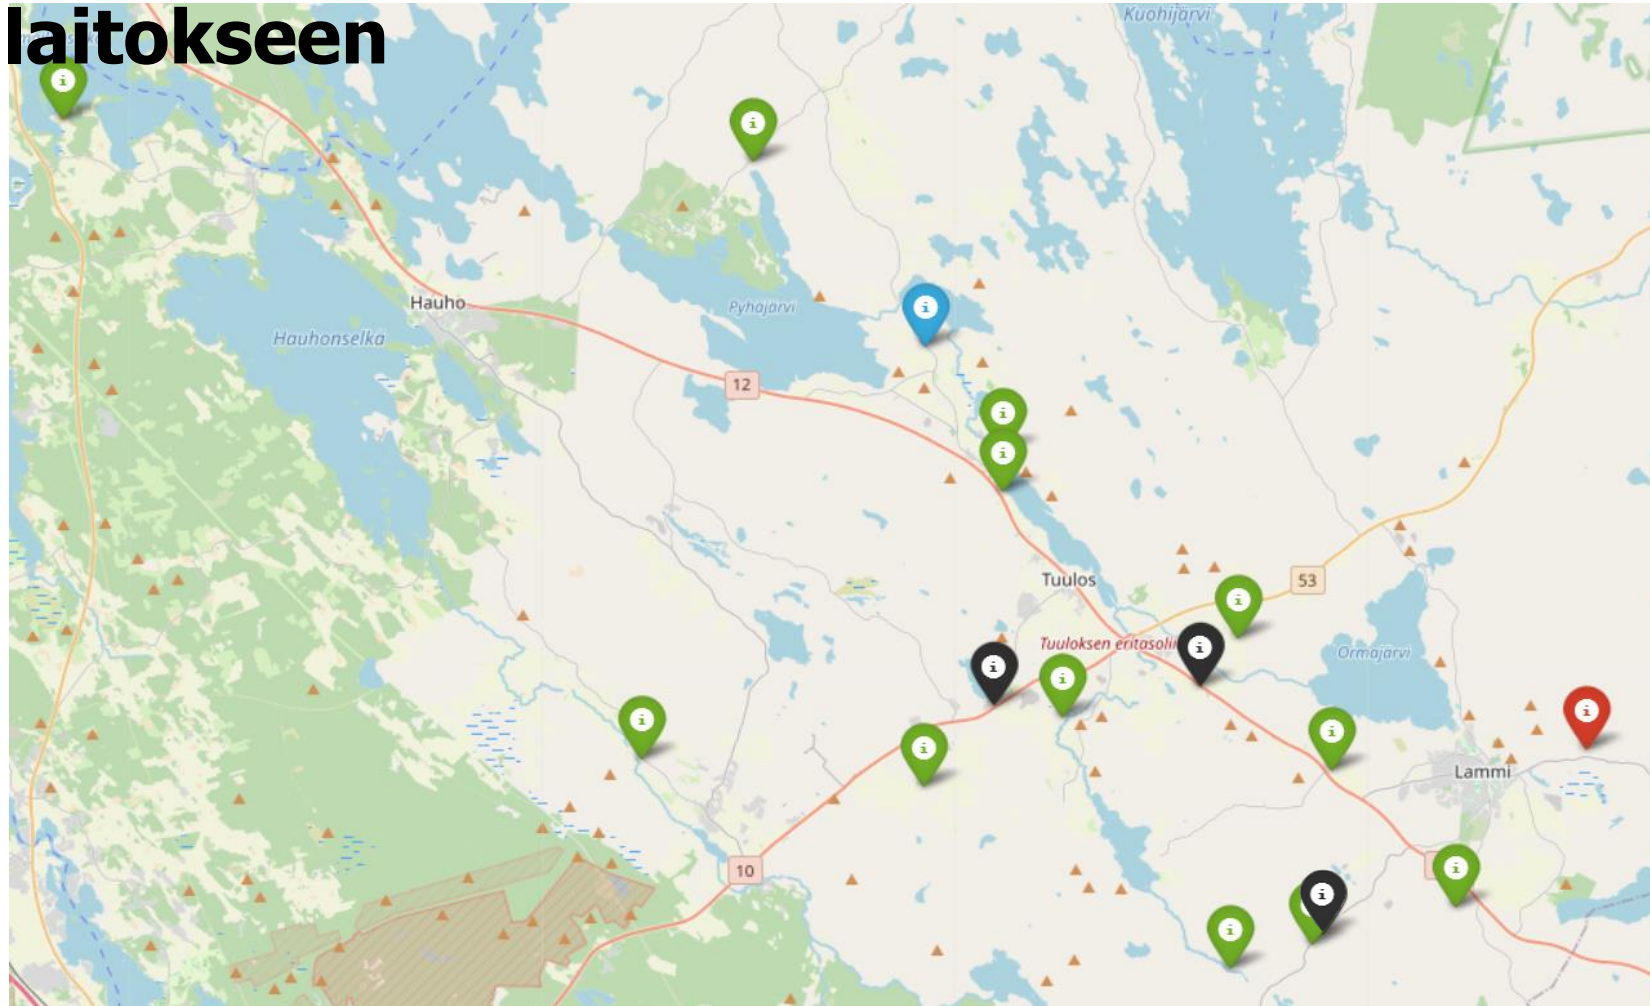 laitokseen
Kuohijärvi
Hauho
Pyhäjärvi
Hauhonselkä
12
Tuulos
53
Tuuloksen eritasoli
Ormajärvi
Lammi
10